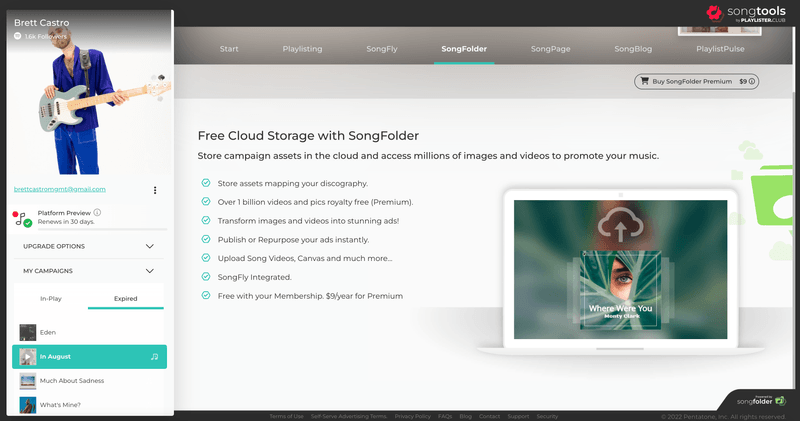 Brett Castro
1.6k Followers
songtools
by PLAYLISTER.CLUB
Start
Playlisting
SongFly
SongFolder
SongPage
SongBlog
PlaylistPulse
Buy SongFolder Premium $9
brettcastromgmt@gmail.com
Platform Preview
Renews in 30 days.
UPGRADE OPTIONS
MY CAMPAIGNS
In-Play
Expired
Eden
In August
Much About Sadness
What's Mine?
Free Cloud Storage with SongFolder
Store campaign assets in the cloud and access millions of images and videos to promote your music.
Store assets mapping your discography.
Over 1 billion videos and pics royalty free (Premium).
Transform images and videos into stunning ads!
Publish or Repurpose your ads instantly.
Upload Song Videos, Canvas and much more...
SongFly Integrated.
Free with your Membership. $9/year for Premium
Where Were You
Monty Clark
Powered by
songfolder
Terms of Use
Self-Serve Advertising Terms
Privacy Policy
FAQs
Blog
Contact
Support
Security
© 2022 Pentatone, Inc. All rights reserved.